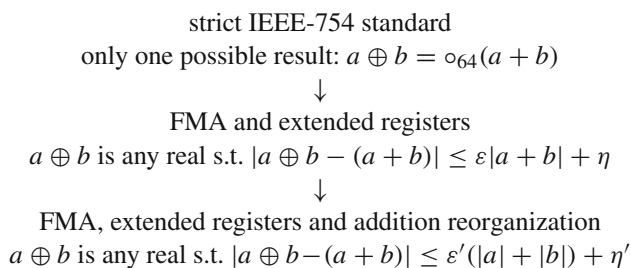 strict IEEE-754 standard
only one possible result: a ⊕ b = ∘₆₄(a + b)
↓
FMA and extended registers
a ⊕ b is any real s.t. |a ⊕ b − (a + b)| ≤ ε|a + b| + η
↓
FMA, extended registers and addition reorganization
a ⊕ b is any real s.t. |a ⊕ b−(a + b)| ≤ ε′(|a| + |b|) + η′